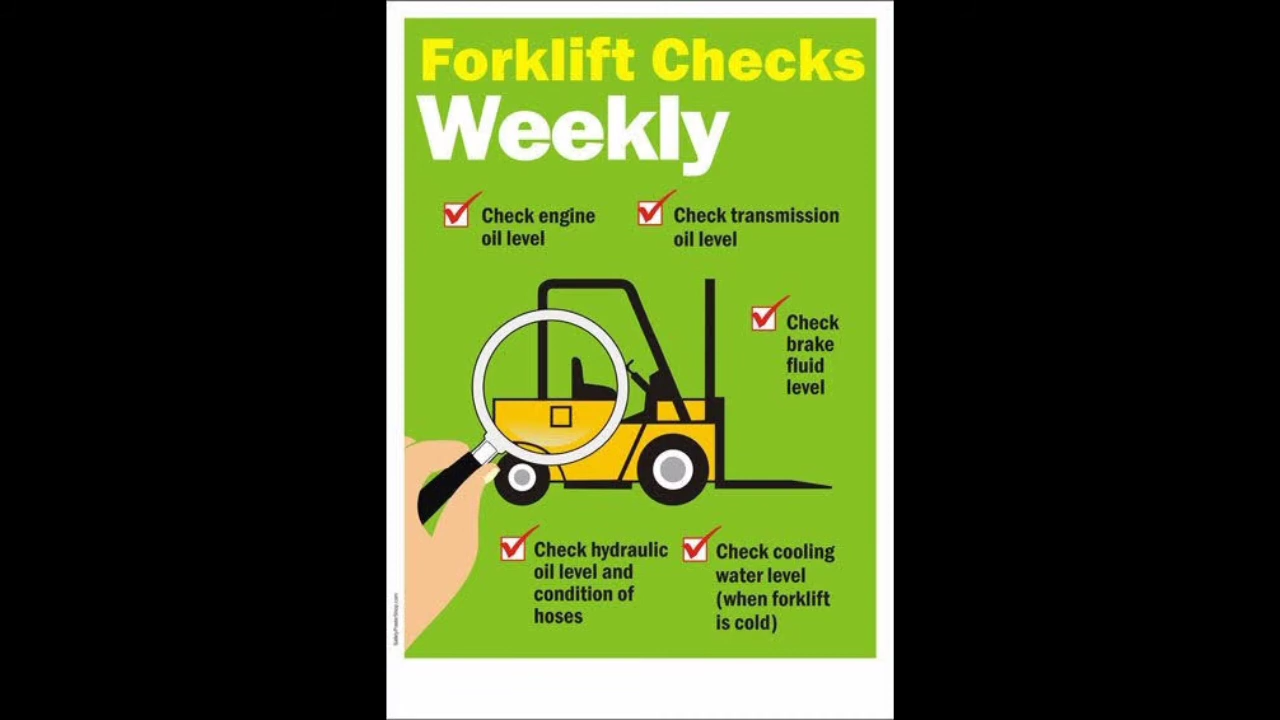 Forklift Checks
Weekly
Check engine
oil level
Check transmission
oil level
Check
brake
fluid
level
Check hydraulic
oil level and
condition of
hoses
Check cooling
water level
(when forklift
is cold)